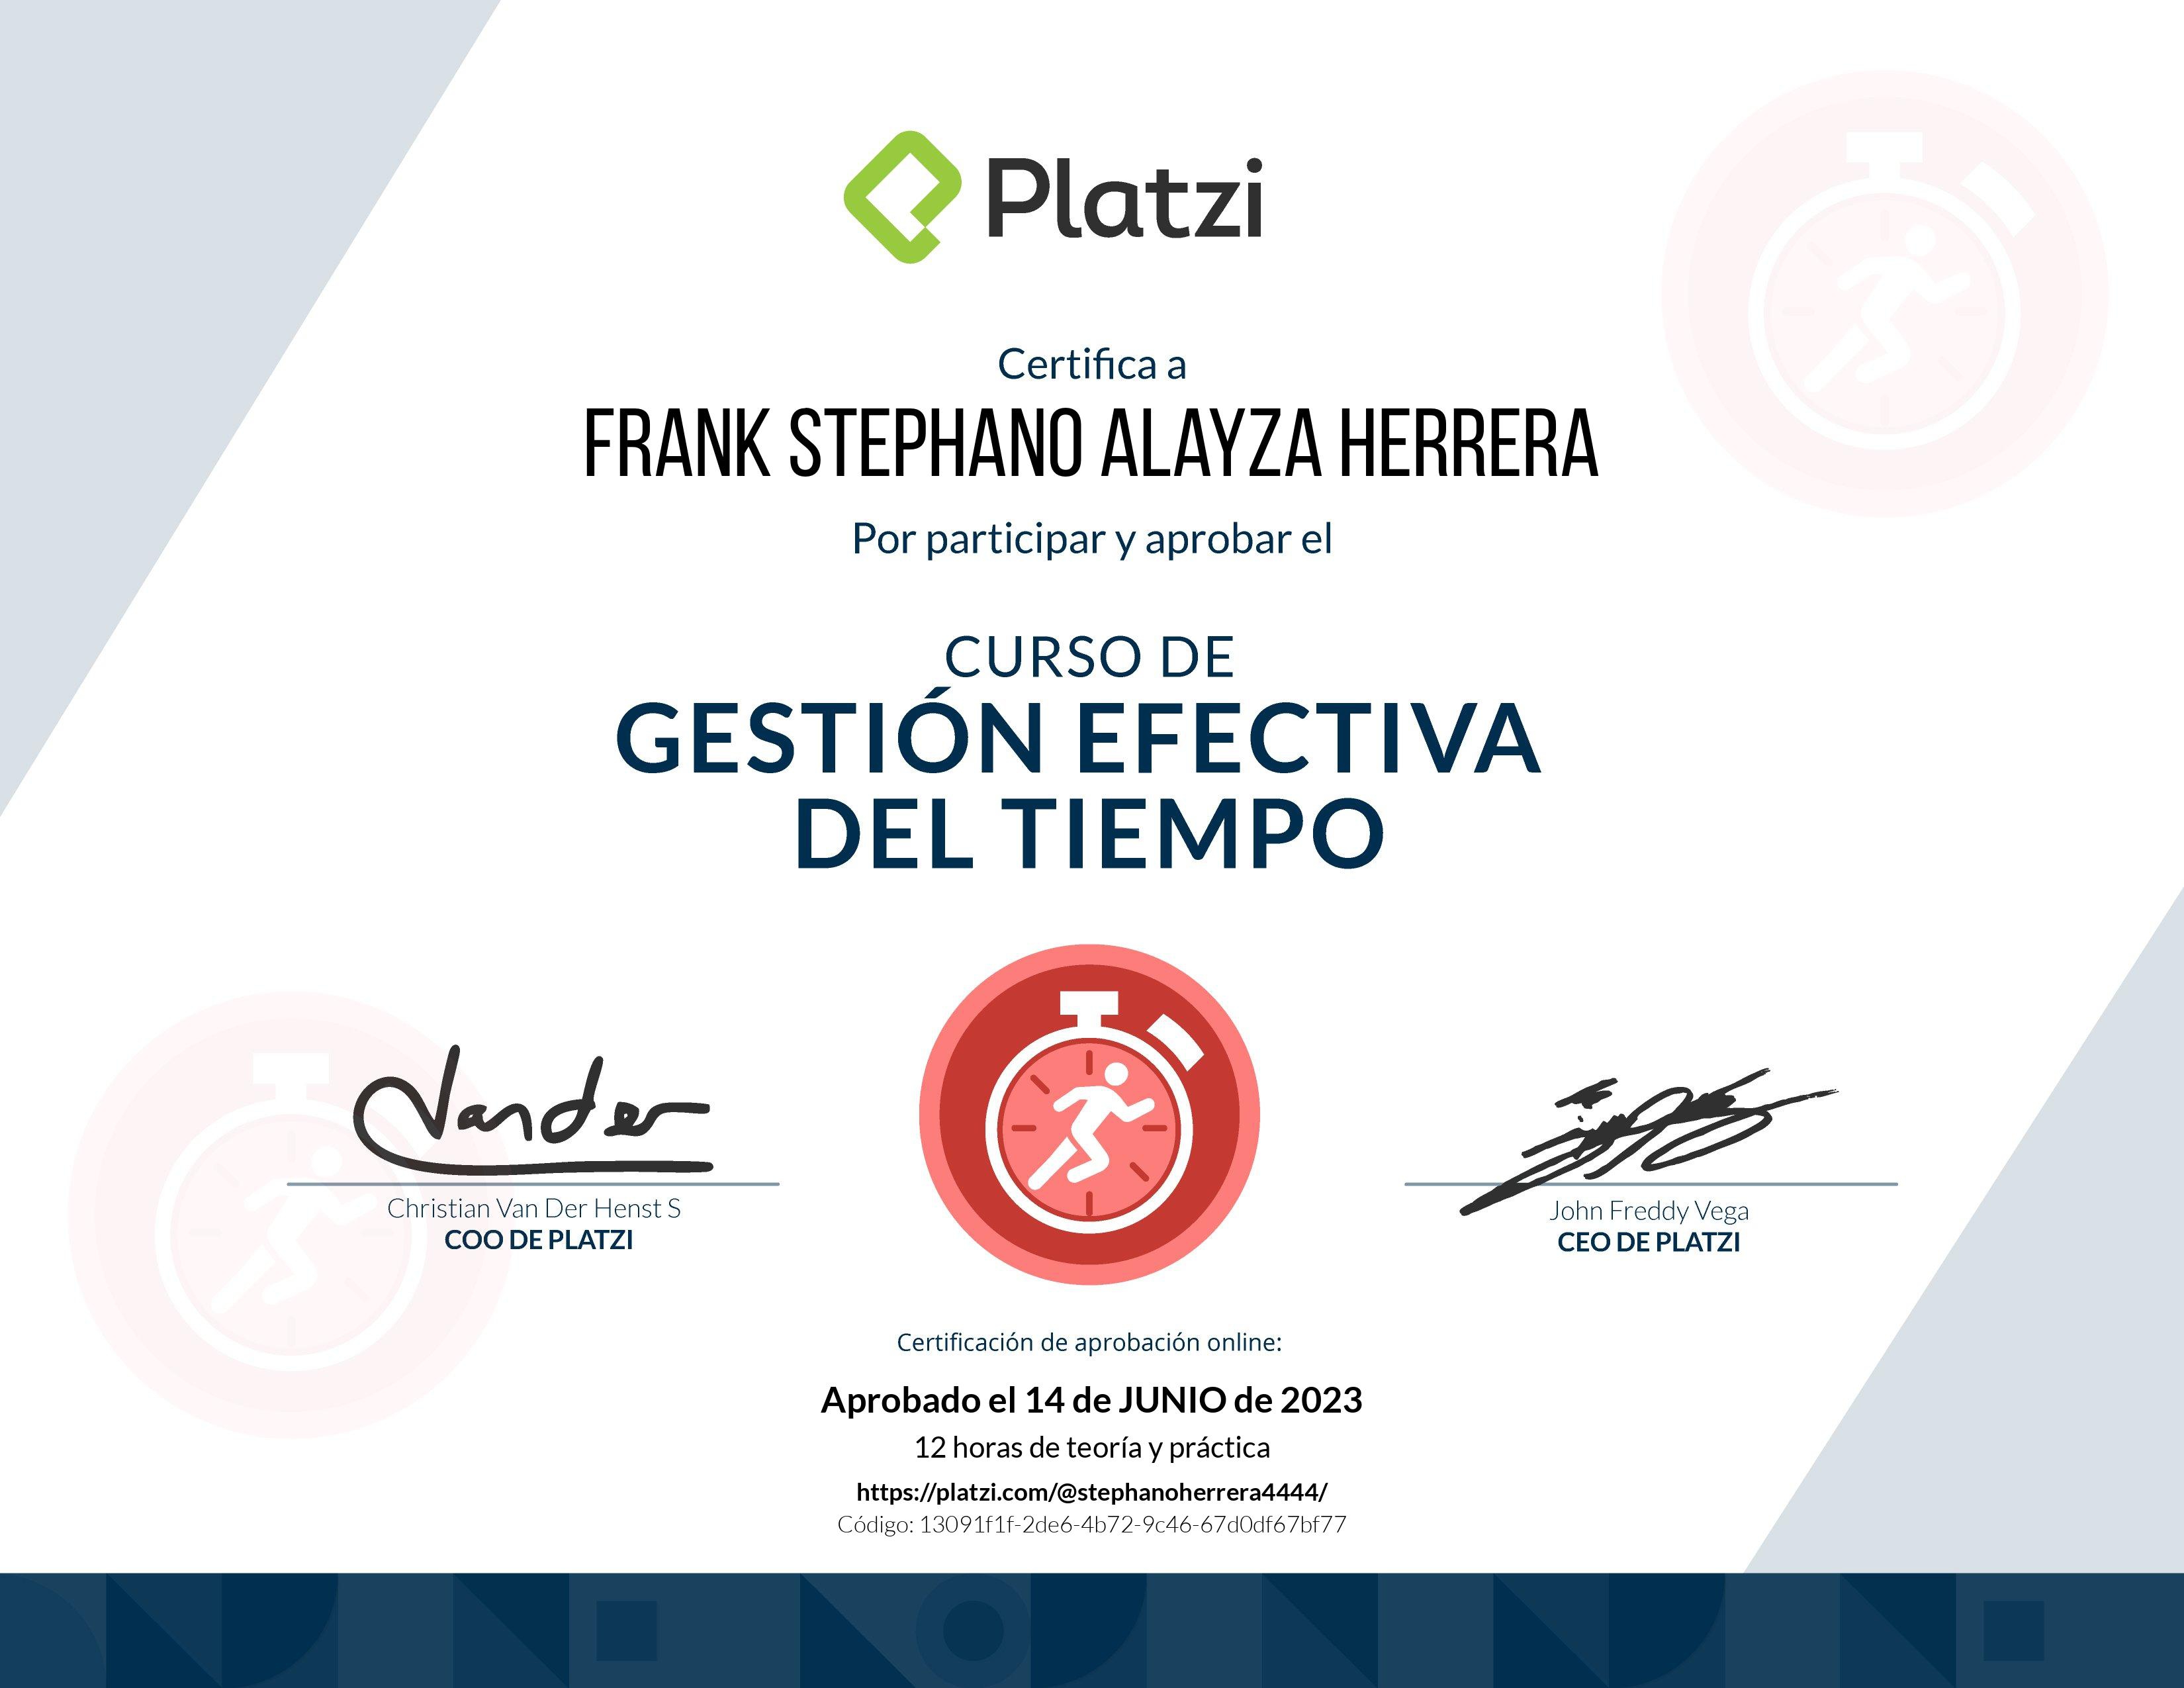 Platzi
Certifica a
FRANK STEPHANO ALAYZA HERRERA
Por participar y aprobar el
CURSO DE
GESTIÓN EFECTIVA
DEL TIEMPO
Vander
Christian Van Der Henst S
COO DE PLATZI
John Freddy Vega
CEO DE PLATZI
Certificación de aprobación online:
Aprobado el 14 de JUNIO de 2023
12 horas de teoría y práctica
https://platzi.com/@stephanoherrera4444/
Código: 13091f1f-2de6-4b72-9c46-67d0df67bf77